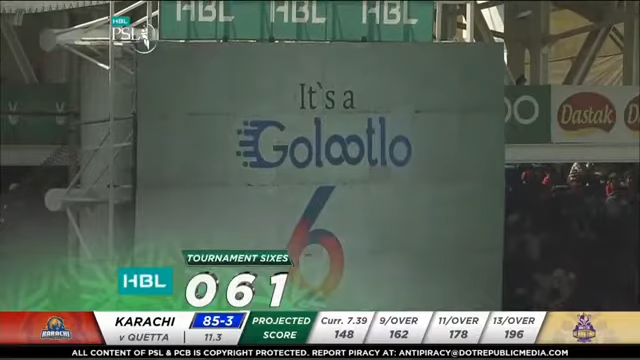 HBL HBL HBL
HBL
PSL
It's a
Golootlo
6
Dastak
TOURNAMENT SIXES
HBL
061
KARACHI 85-3
v QUETTA 11.3
PROJECTED SCORE
Curr. 7.39 9/OVER 11/OVER 13/OVER
148 162 178 196
KARACHI
ALL CONTENT OF PSL & PCB IS COPYRIGHT PROTECTED. REPORT PIRACY AT: ANTIPIRACY@DOTREPUBLICMEDIA.COM